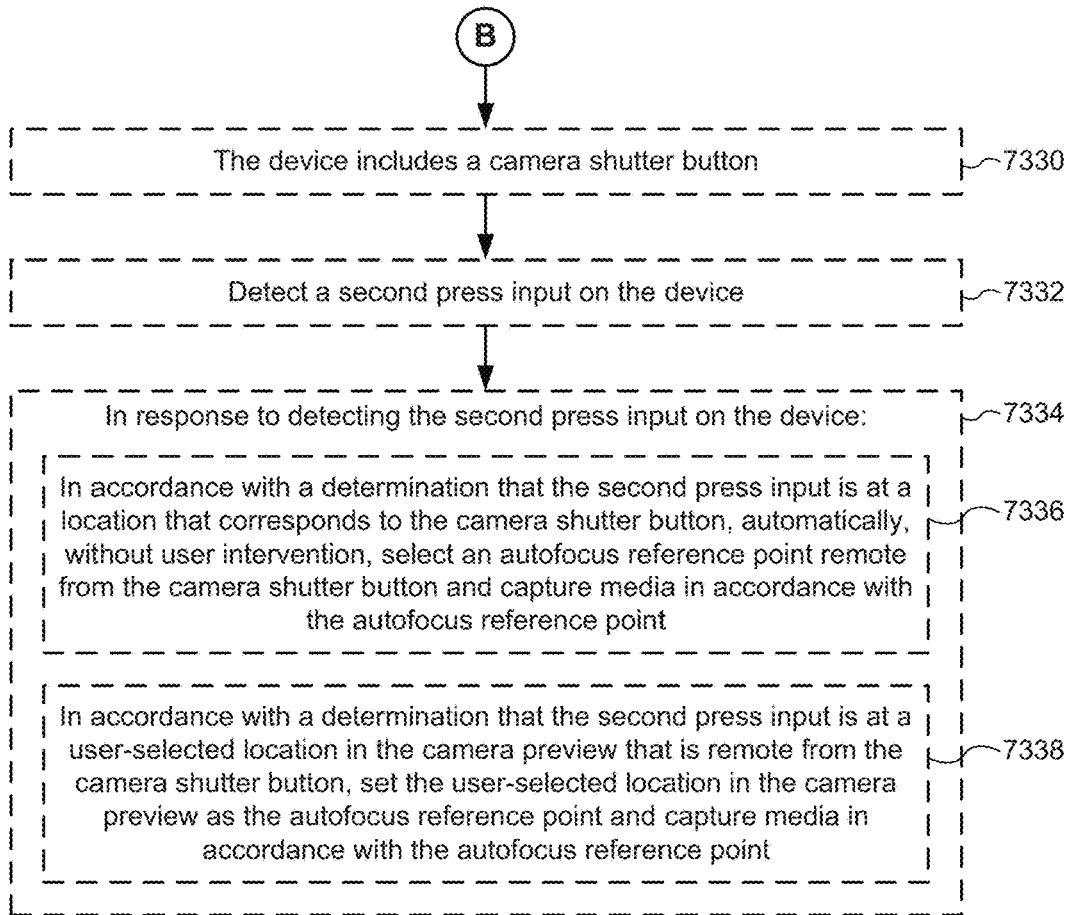 B
The device includes a camera shutter button
7330
Detect a second press input on the device
7332
In response to detecting the second press input on the device:
7334
In accordance with a determination that the second press input is at a
location that corresponds to the camera shutter button, automatically,
without user intervention, select an autofocus reference point remote
from the camera shutter button and capture media in accordance with
the autofocus reference point
7336
In accordance with a determination that the second press input is at a
user-selected location in the camera preview that is remote from the
camera shutter button, set the user-selected location in the camera
preview as the autofocus reference point and capture media in
accordance with the autofocus reference point
7338